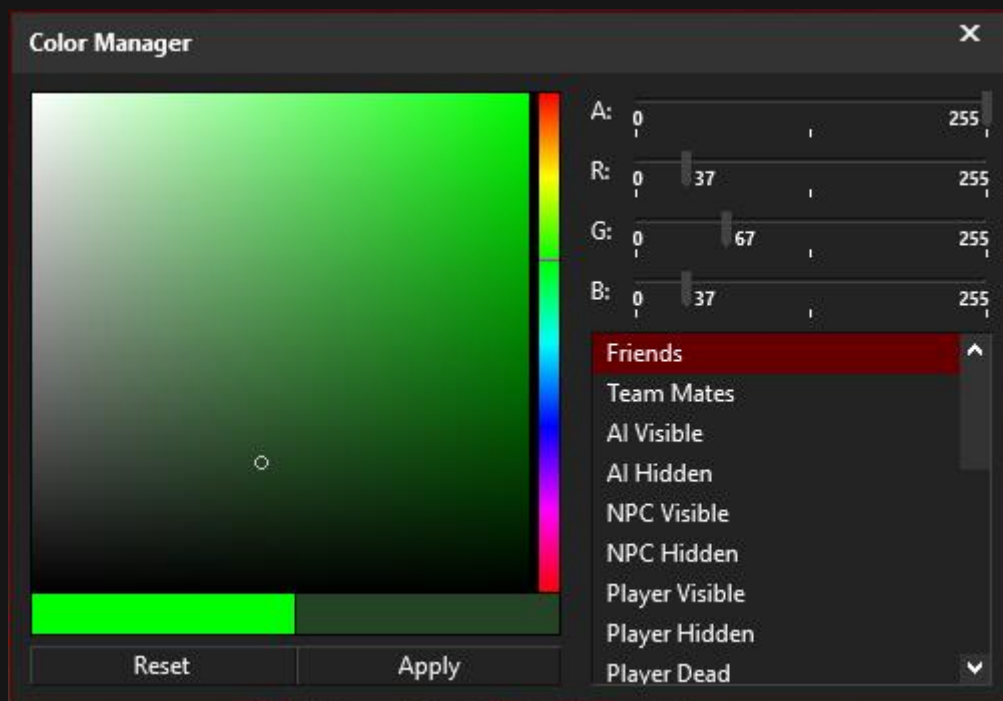 Color Manager
A: 0 255
R: 0 37 255
G: 0 67 255
B: 0 37 255
Friends
Team Mates
AI Visible
AI Hidden
NPC Visible
NPC Hidden
Player Visible
Player Hidden
Player Dead
Reset Apply